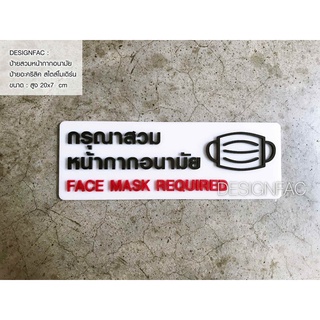 DESIGNFAC :
ป้ายสวมหน้ากากอนามัย
ป้ายอะคริลิค สไตล์โมเดิร์น
ขนาด : สูง 20x7 cm
กรุณาสวม
หน้ากากอนามัย
FACE MASK REQUIRED
DESIGNFAC